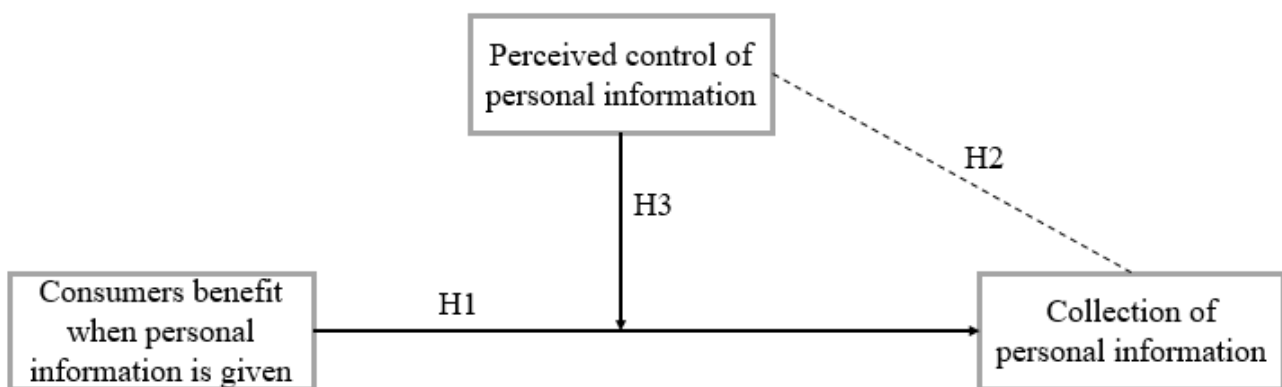 Perceived control of
personal information
H2
H3
Consumers benefit
when personal
information is given
H1
Collection of
personal information